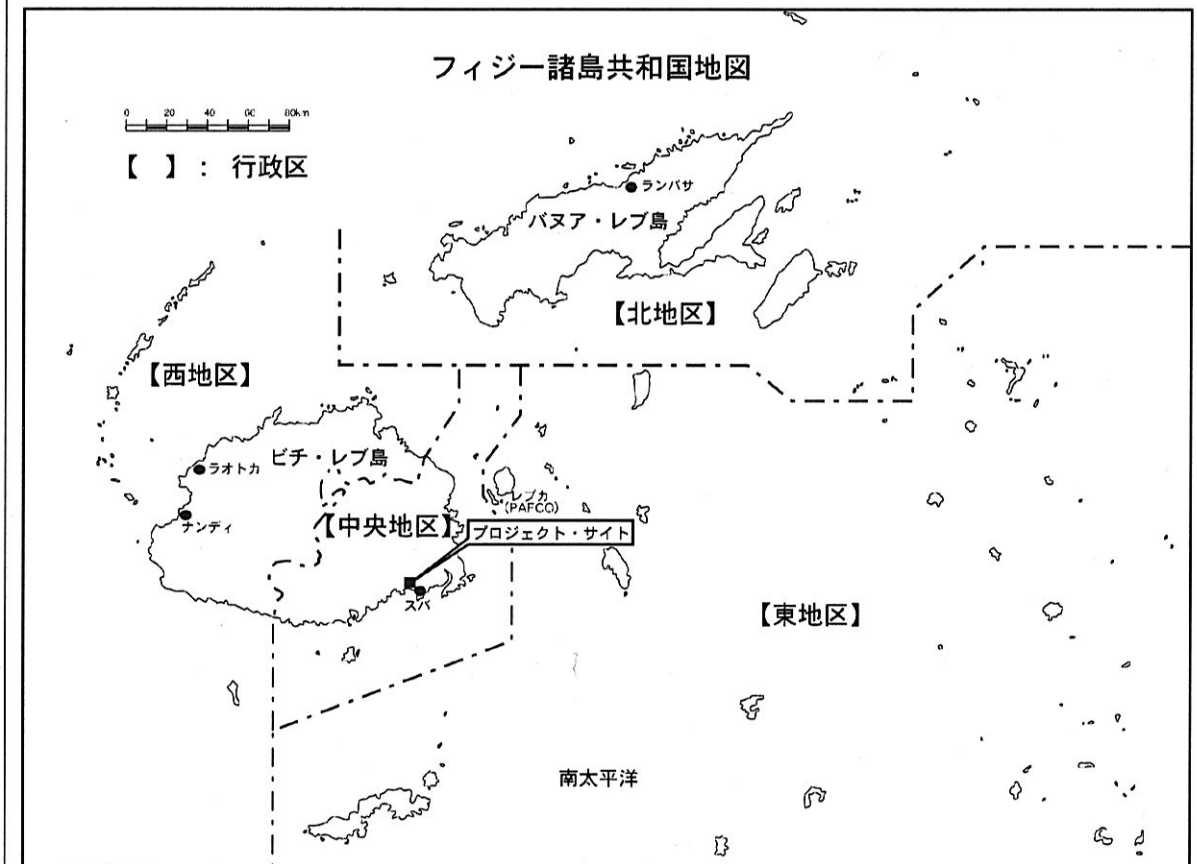 フィジー諸島共和国地図
0 20 40 60 80km
【 】： 行政区
ランバサ
バヌア・レブ島
【北地区】
【西地区】
ビチ・レブ島
ラオトカ
レブカ
(PAFCO)
ナンディ
【中央地区】
プロジェクト・サイト
スバ
【東地区】
南太平洋